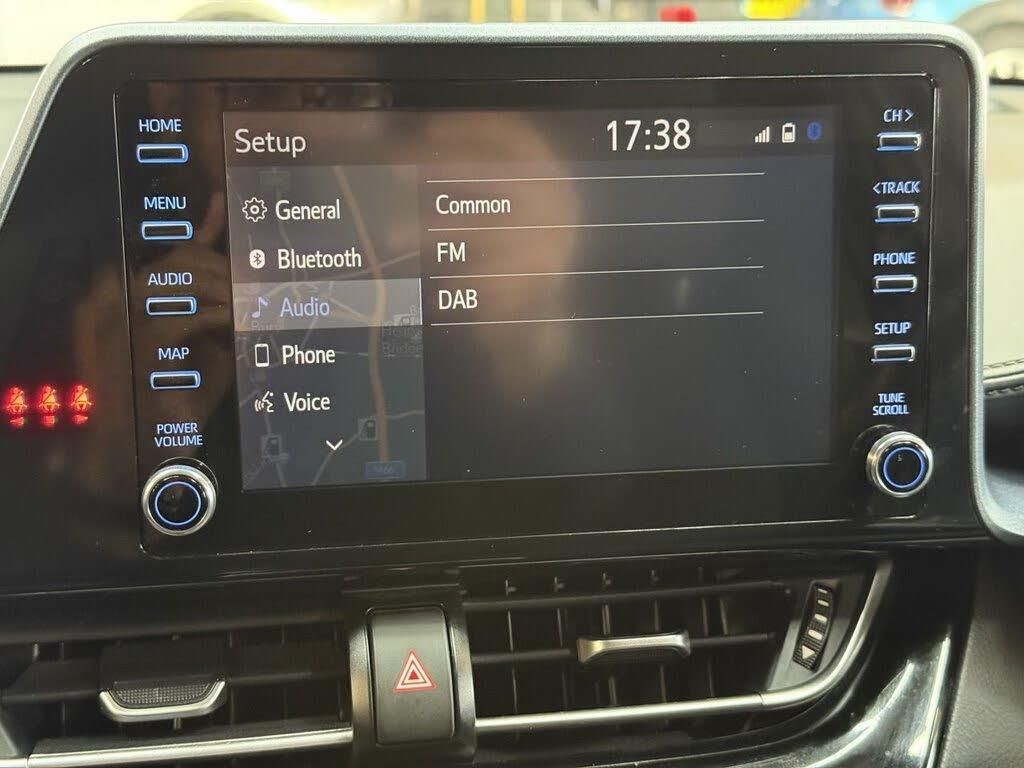 HOME
MENU
AUDIO
MAP
POWER
VOLUME
Setup
17:38
General
Bluetooth
Audio
Phone
Voice
Common
FM
DAB
CH >
< TRACK
PHONE
SETUP
TUNE
SCROLL